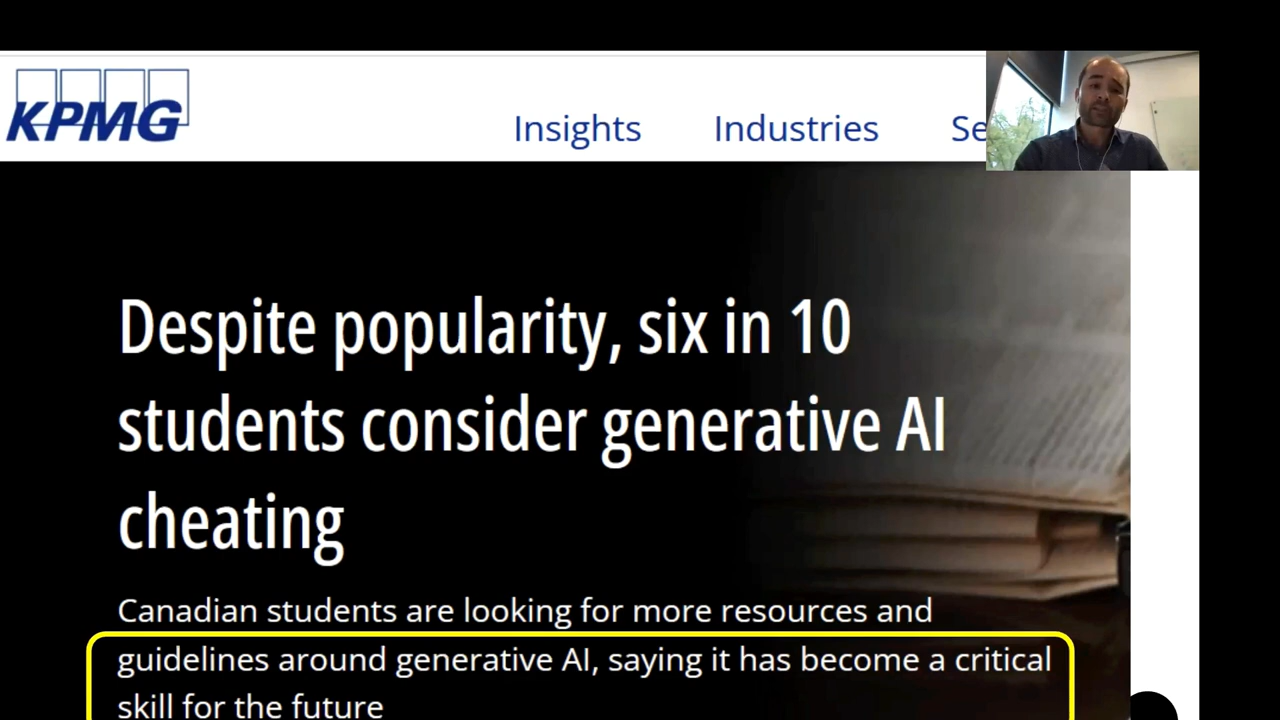 KPMG
Insights Industries Se
Despite popularity, six in 10
students consider generative AI
cheating
Canadian students are looking for more resources and
guidelines around generative AI, saying it has become a critical
skill for the future